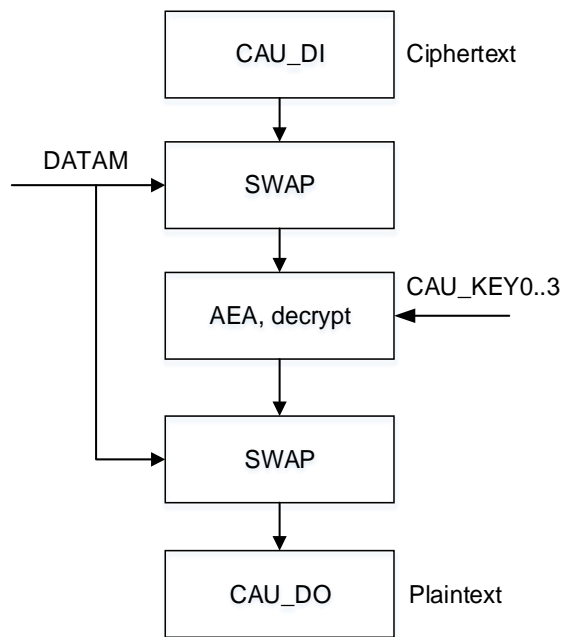 CAU_DI
Ciphertext
DATAM
SWAP
AEA, decrypt
CAU_KEY0..3
SWAP
CAU_DO
Plaintext